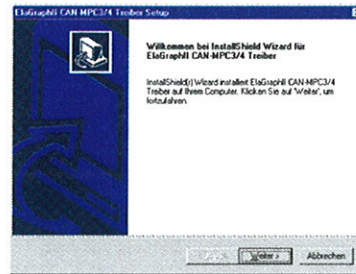 ElaGraphII CAN-MPC3/4 Treiber Setup
Willkommen bei InstallShield Wizard für
ElaGraphII CAN-MPC3/4 Treiber
InstallShield(r) Wizard installiert ElaGraphII CAN-MPC3/4
Treiber auf Ihrem Computer. Klicken Sie auf 'Weiter', um
fortzufahren.
Weiter >
Abbrechen